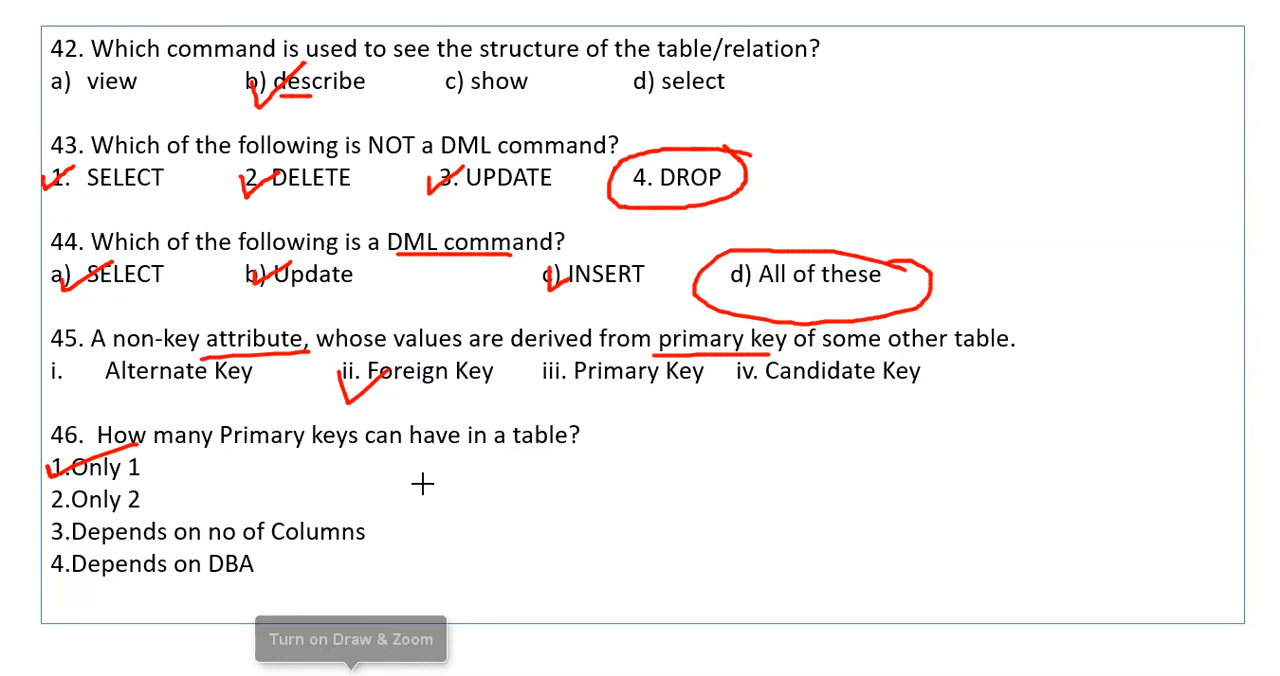 42. Which command is used to see the structure of the table/relation?
a) view b) describe c) show d) select
43. Which of the following is NOT a DML command?
1. SELECT 2. DELETE 3. UPDATE 4. DROP
44. Which of the following is a DML command?
a) SELECT b) Update c) INSERT d) All of these
45. A non-key attribute, whose values are derived from primary key of some other table.
i. Alternate Key ii. Foreign Key iii. Primary Key iv. Candidate Key
46. How many Primary keys can have in a table?
1.Only 1
2.Only 2
3.Depends on no of Columns
4.Depends on DBA
Turn on Draw & Zoom